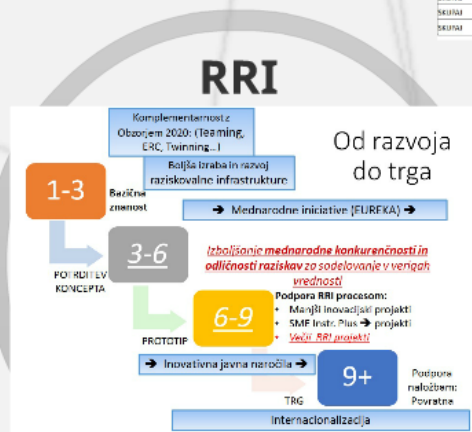 SKUPAJ
SKUPAJ
RRI
Komplementarnost z
Obzorjem 2020: (Teaming,
ERC, Twinning...)
Od razvoja
do trga
Boljša izraba in razvoj
raziskovalne infrastrukture
1-3
Bazična
znanost
➔ Mednarodne iniciative (EUREKA) ➔
3-6
Izboljšanje mednarodne konkurenčnosti in
odličnosti raziskav za sodelovanje v verigah
vrednosti
POTRDITEV
KONCEPTA
6-9
Podpora RRI procesom:
• Manjši inovacijski projekti
• SME Instr. Plus ➔ projekti
• Večji RRI projekti
PROTOTIP
➔ Inovativna javna naročila ➔
9+
Podpora
naložbam:
Povratna
TRG
Internacionalizacija